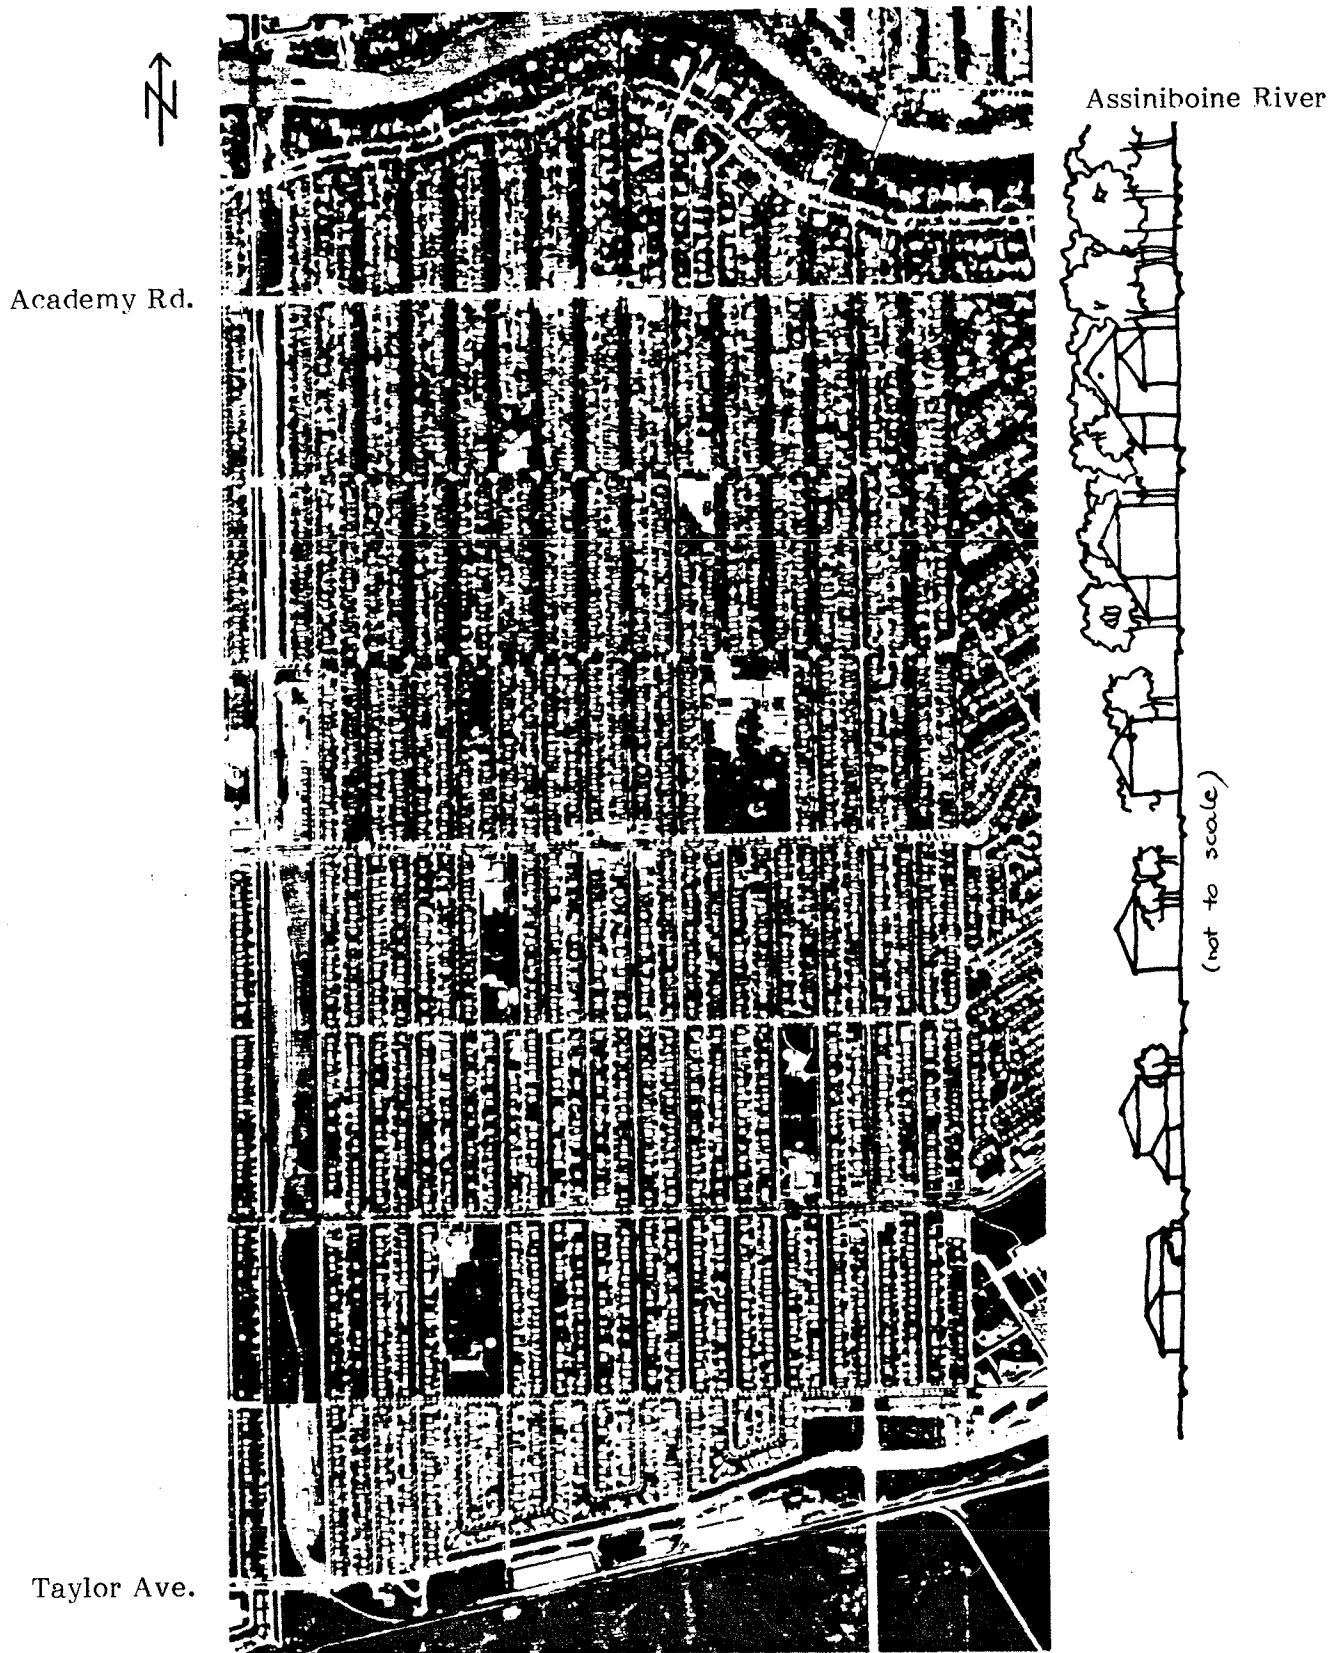 N
Assiniboine River
Academy Rd.
(not to scale)
Taylor Ave.